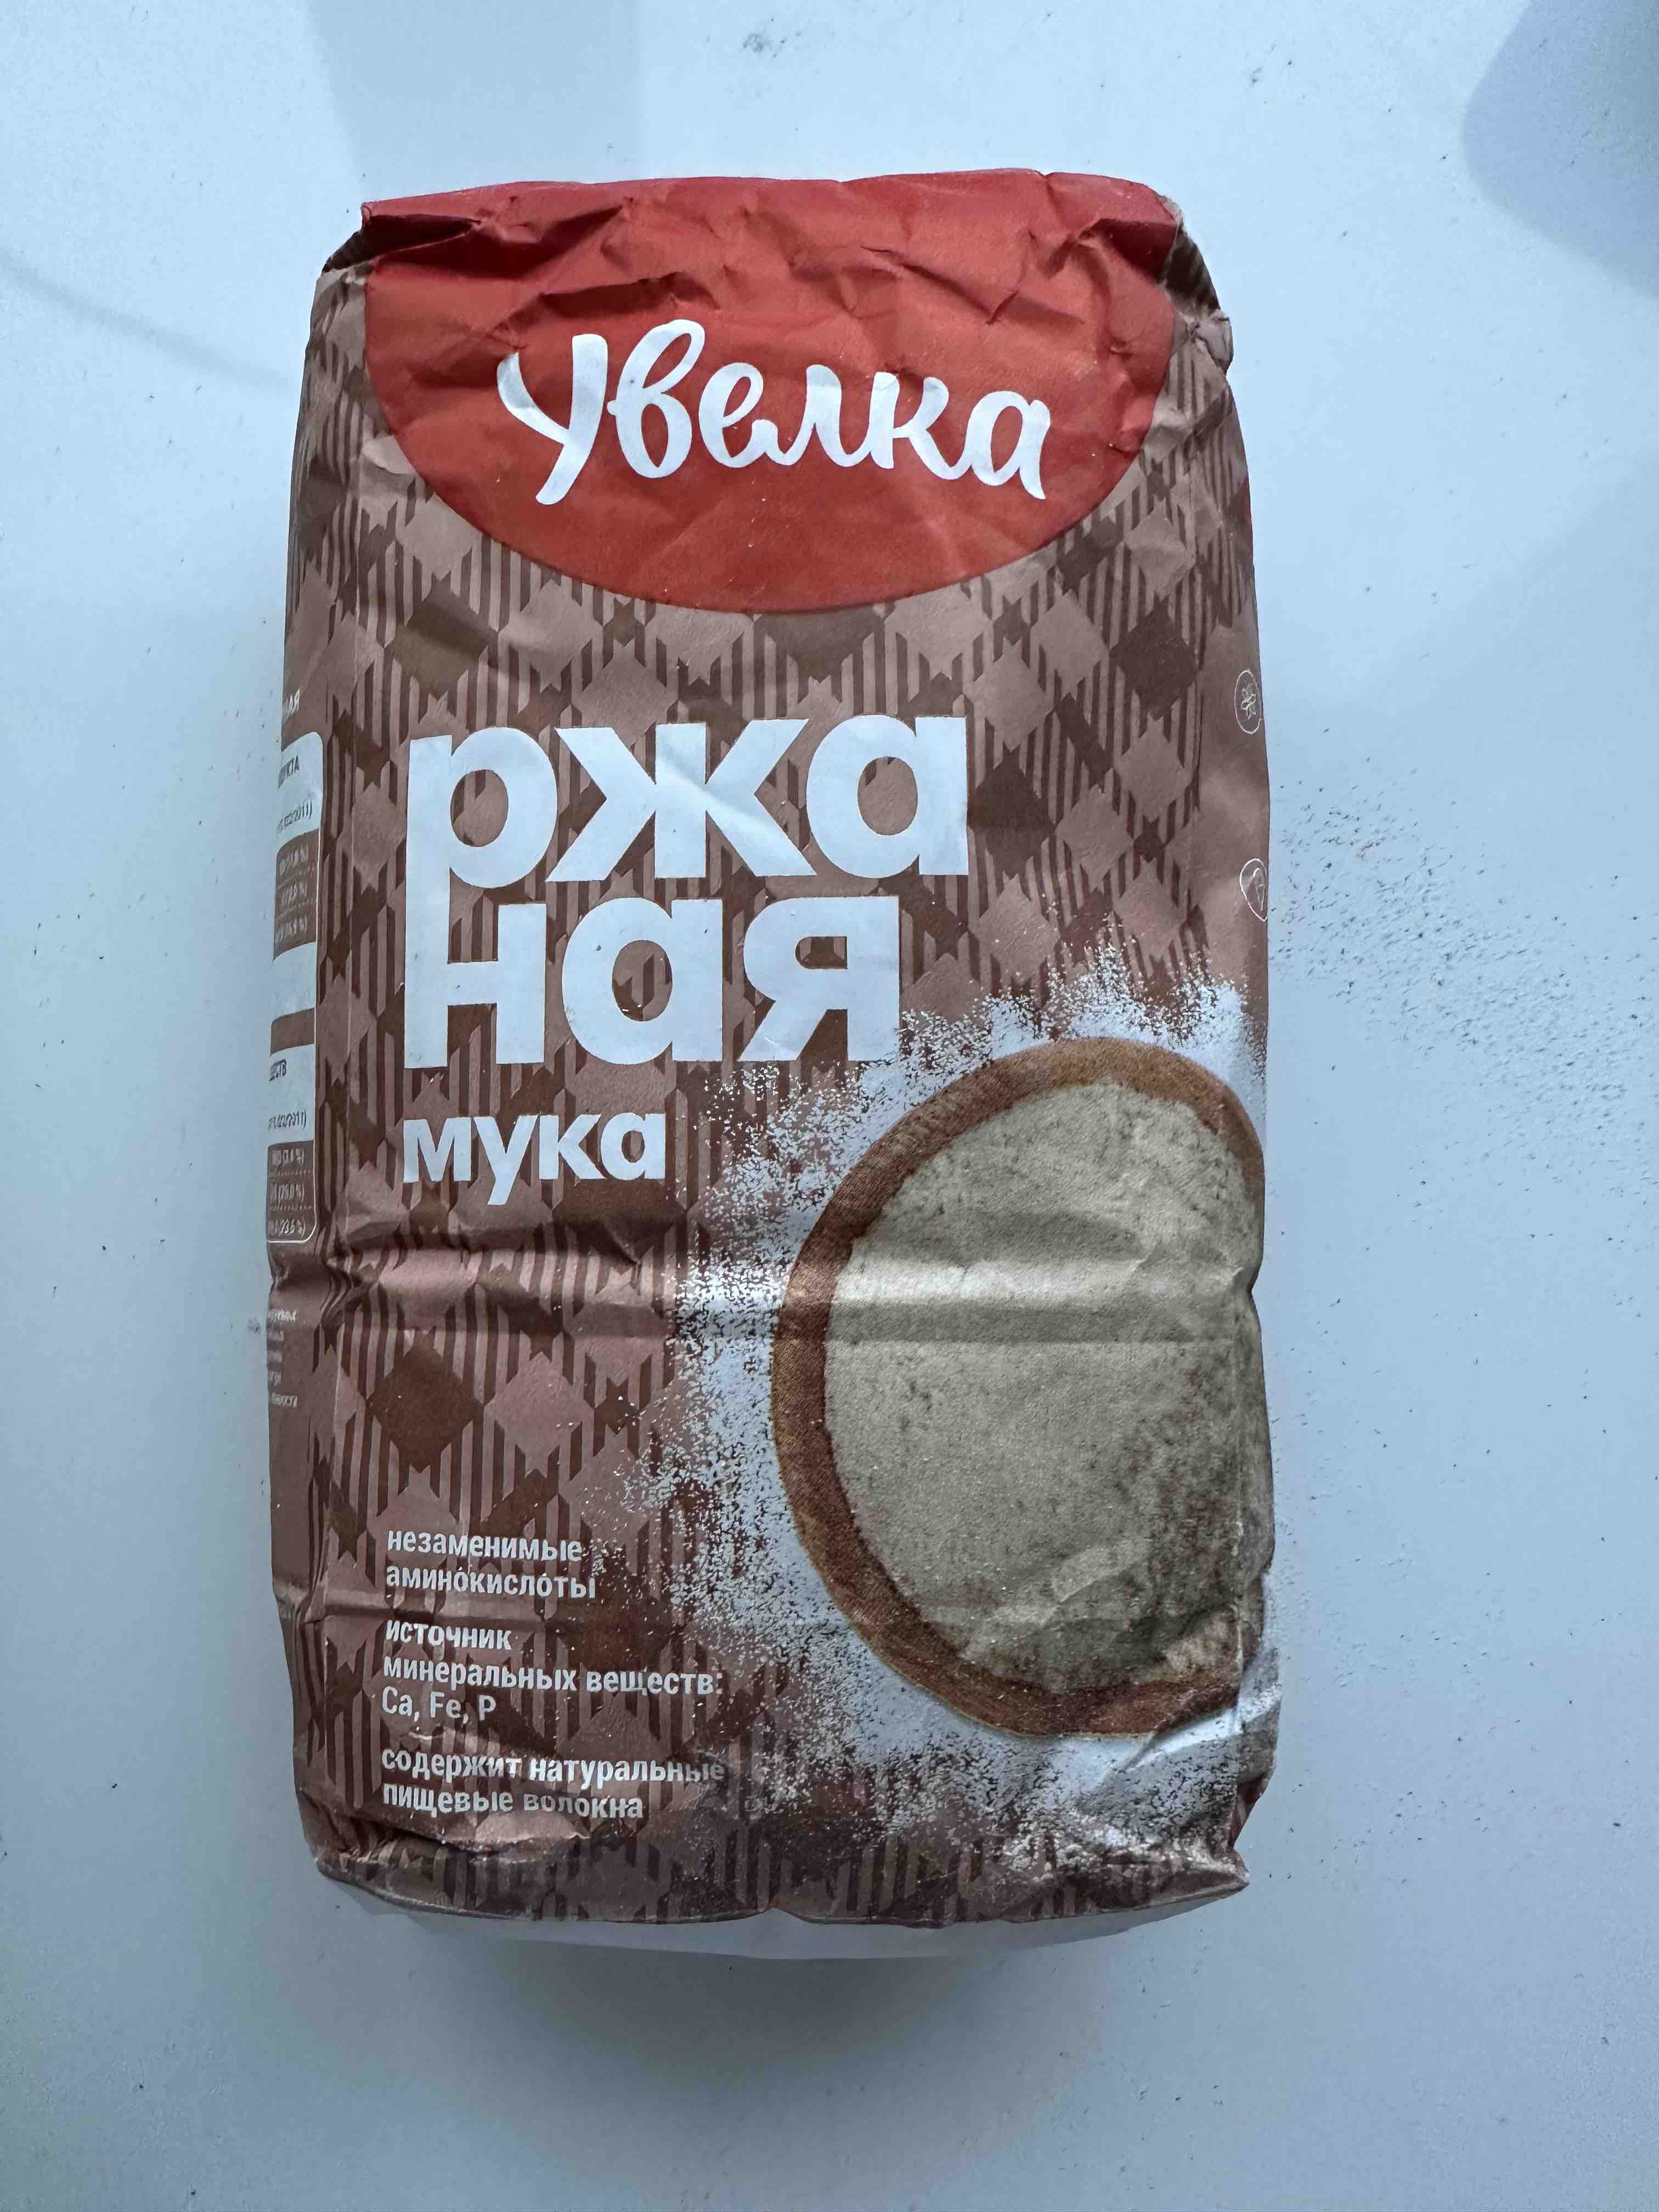 Увелка
ржа
ная
мука
незаменимые
аминокислоты
источник
минеральных веществ:
Ca, Fe, P
содержит натуральные
пищевые волокна